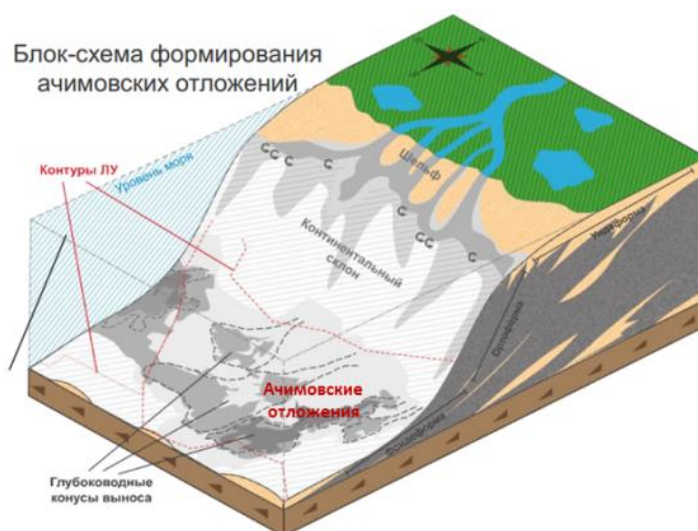 Блок-схема формирования
ачимовских отложений
Контуры ЛУ
Уровень моря
Шельф
Континентальный
склон
Ундаформа
Ортоформа
Фондоформа
Ачимовские
отложения
Глубоководные
конусы выноса